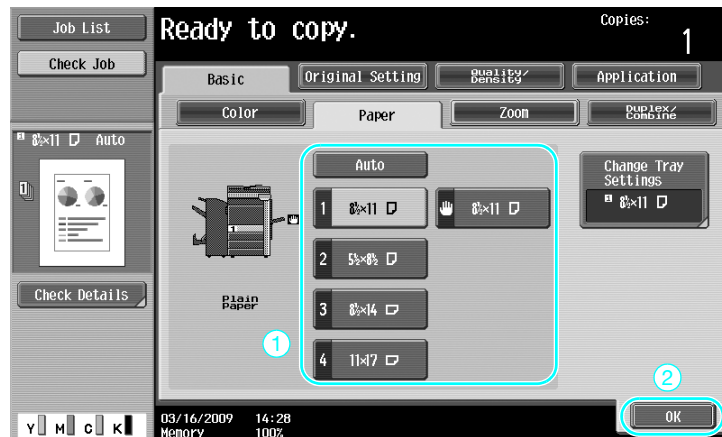 Job List
Ready to copy.
Copies:
1
Check Job
Basic
Original Setting
Quality/
Density
Application
Color
Paper
Zoom
Duplex/
Combine
8½×11 Auto
Auto
Change Tray
Settings
8½×11
1 8½×11
8½×11
1
2 5½×8½
Check Details
Plain
Paper
3 8½×14
1
4 11×17
2
OK
Y M C K
03/16/2009 14:28
Memory 100%